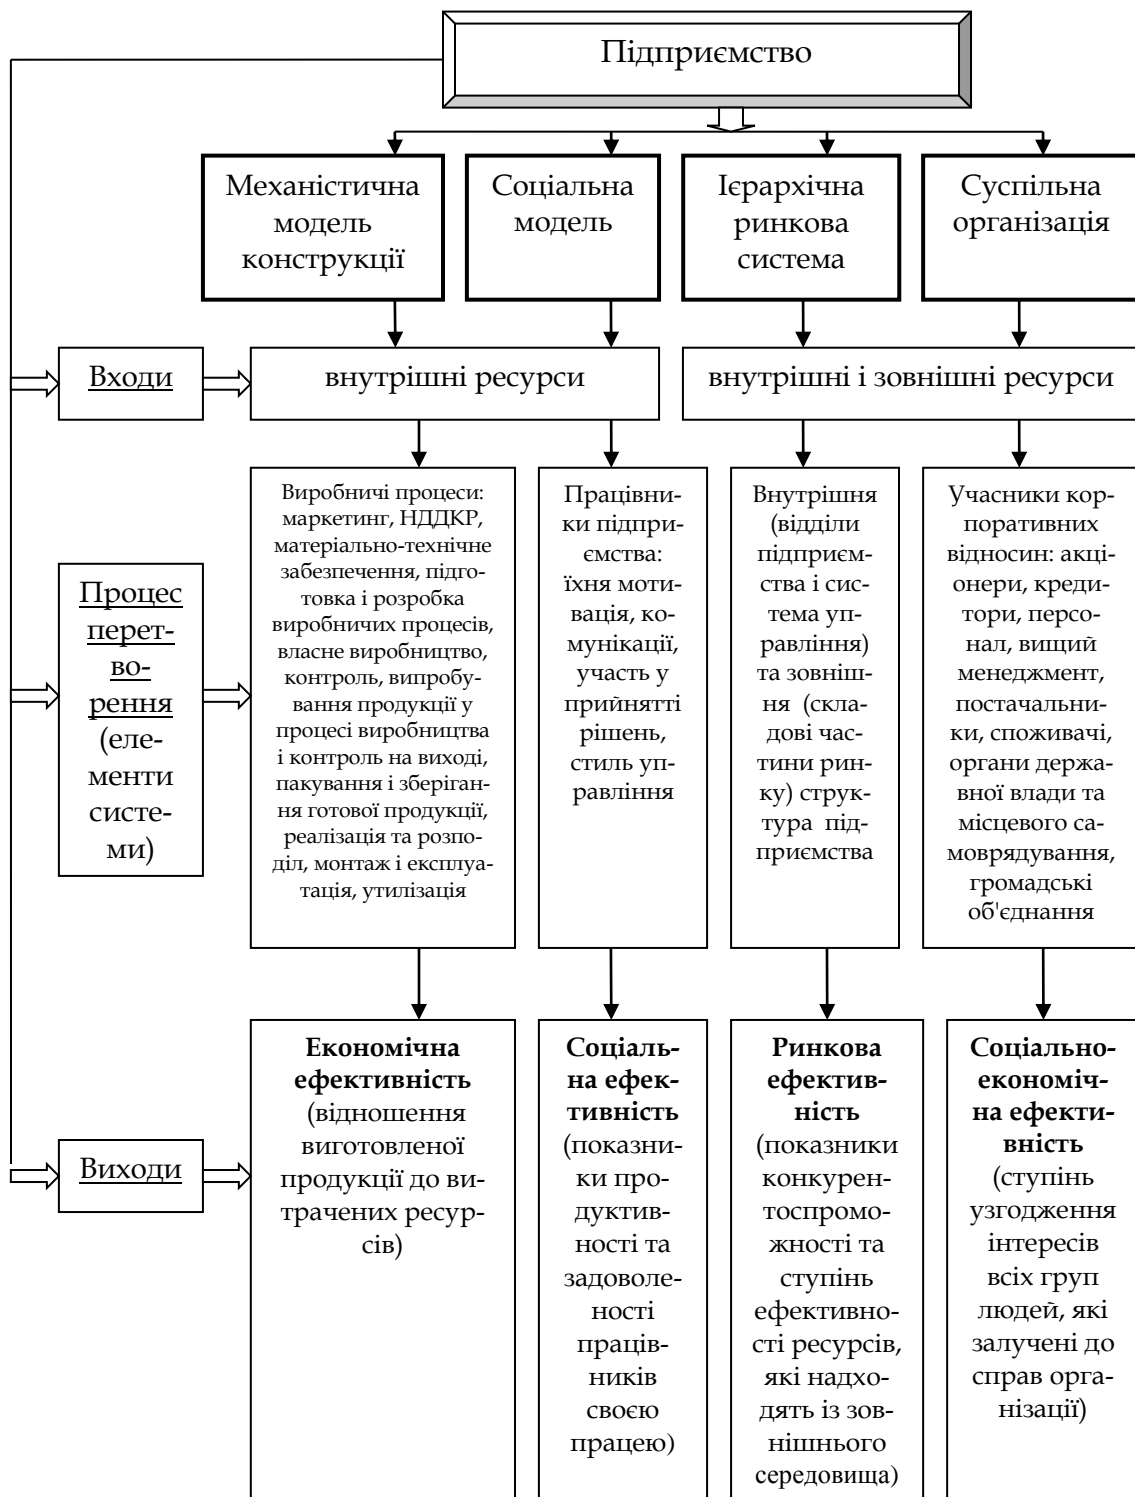 Підприємство
Механістична
модель
конструкції
Соціальна
модель
Ієрархічна
ринкова
система
Суспільна
організація
Входи
внутрішні ресурси
внутрішні і зовнішні ресурси
Процес
перет-
во-
рення
(еле-
менти
систе-
ми)
Виробничі процеси:
маркетинг, НДДКР,
матеріально-технічне
забезпечення, підго-
товка і розробка
виробничих процесів,
власне виробництво,
контроль, випробу-
вання продукції у
процесі виробництва
і контроль на виході,
пакування і зберіган-
ня готової продукції,
реалізація та розпо-
діл, монтаж і експлуа-
тація, утилізація
Працівни-
ки підпри-
ємства:
їхня моти-
вація, ко-
мунікації,
участь у
прийнятті
рішень,
стиль уп-
равління
Внутрішня
(відділи
підприєм-
ства і сис-
тема уп-
равління)
та зовніш-
ня (скла-
дові час-
тини рин-
ку) струк-
тура під-
приємства
Учасники кор-
поративних
відносин: акці-
онери, креди-
тори, персо-
нал, вищий
менеджмент,
постачальни-
ки, споживачі,
органи держа-
вної влади та
місцевого са-
моврядування,
громадські
об'єднання
Виходи
Економічна
ефективність
(відношення
виготовленої
продукції до ви-
трачених ресур-
сів)
Соціаль-
на ефек-
тивність
(показни-
ки про-
дуктив-
ності та
задоволе-
ності
праців-
ників
своєю
працею)
Ринкова
ефектив-
ність
(показники
конкурен-
тоспромо-
жності та
ступінь
ефективно-
сті ресурсів,
які надхо-
дять із зов-
нішнього
середовища)
Соціально-
економіч-
на ефекти-
вність
(ступінь
узгодження
інтересів
всіх груп
людей, які
залучені до
справ орга-
нізації)